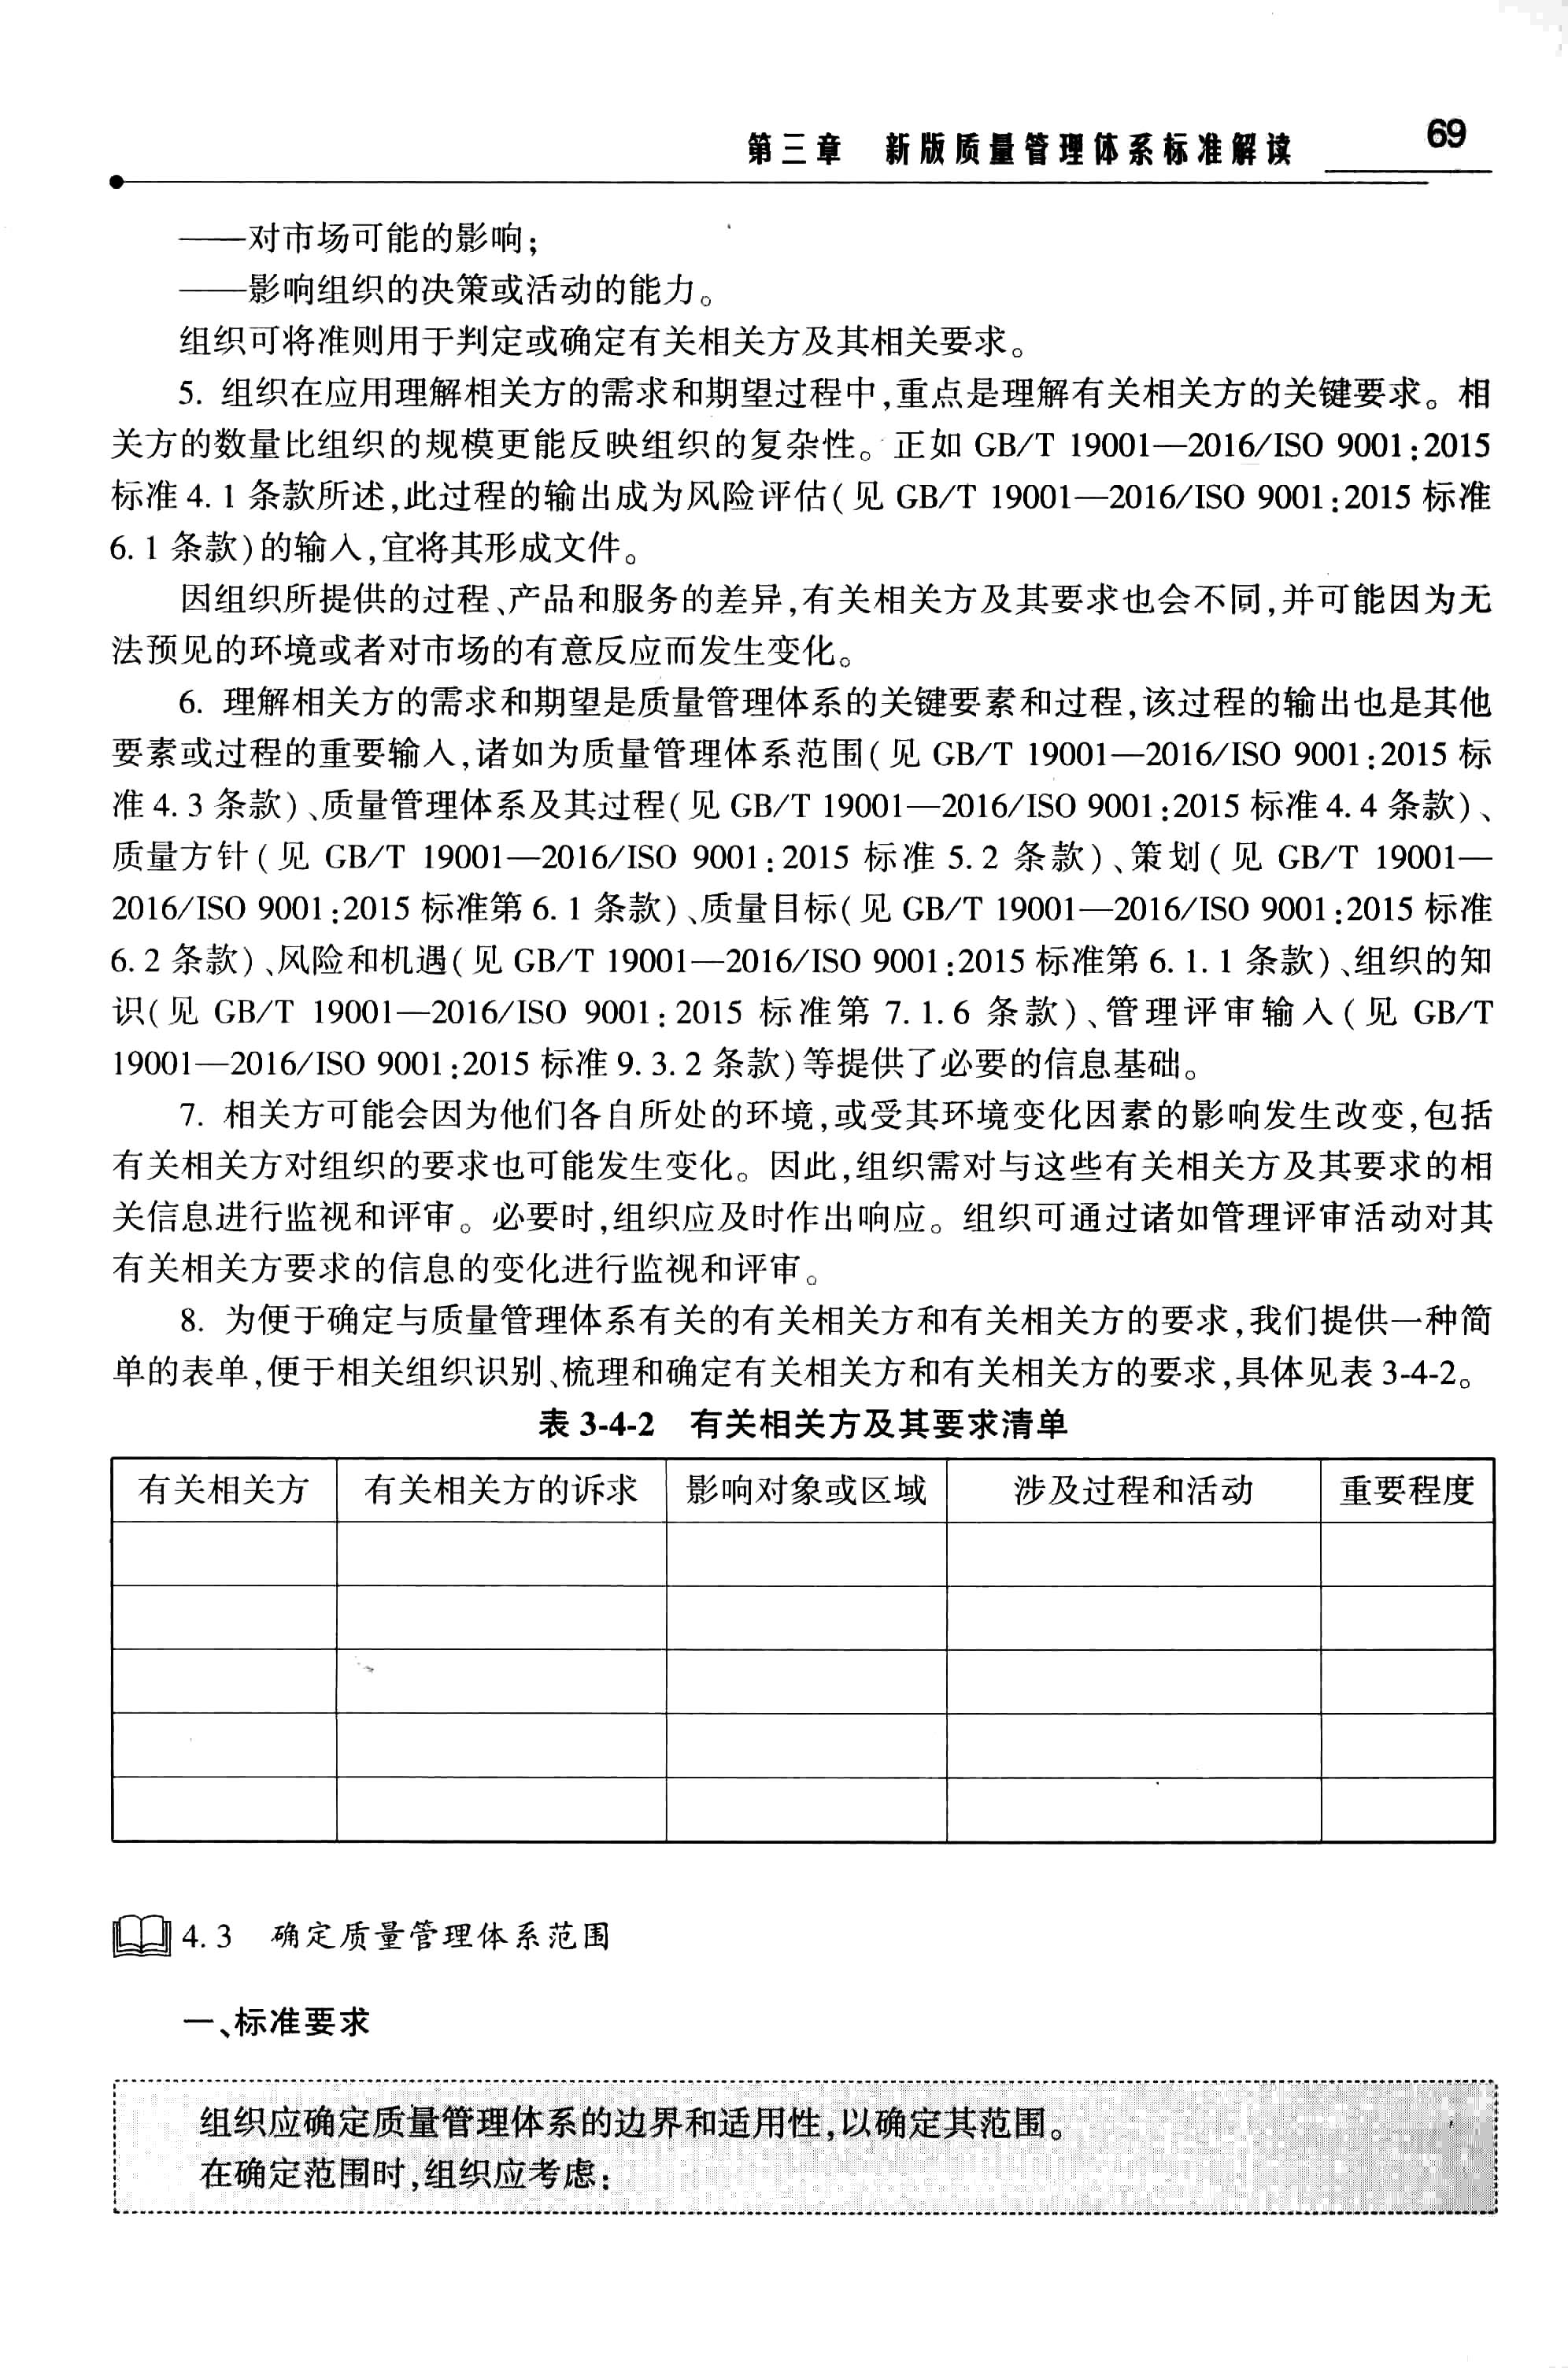 第三章 新版质量管理体系标准解读 69
——对市场可能的影响;
——影响组织的决策或活动的能力。
组织可将准则用于判定或确定有关相关方及其相关要求。
5. 组织在应用理解相关方的需求和期望过程中,重点是理解有关相关方的关键要求。相
关方的数量比组织的规模更能反映组织的复杂性。正如 GB/T 19001—2016/ISO 9001:2015
标准 4.1 条款所述,此过程的输出成为风险评估(见 GB/T 19001—2016/ISO 9001:2015 标准
6.1 条款)的输入,宜将其形成文件。
因组织所提供的过程、产品和服务的差异,有关相关方及其要求也会不同,并可能因为无
法预见的环境或者对市场的有意反应而发生变化。
6. 理解相关方的需求和期望是质量管理体系的关键要素和过程,该过程的输出也是其他
要素或过程的重要输入,诸如为质量管理体系范围(见 GB/T 19001—2016/ISO 9001:2015 标
准 4.3 条款)、质量管理体系及其过程(见 GB/T 19001—2016/ISO 9001:2015 标准 4.4 条款)、
质量方针(见 GB/T 19001—2016/ISO 9001:2015 标准 5.2 条款)、策划(见 GB/T 19001—
2016/ISO 9001:2015 标准第 6.1 条款)、质量目标(见 GB/T 19001—2016/ISO 9001:2015 标准
6.2 条款)、风险和机遇(见 GB/T 19001—2016/ISO 9001:2015 标准第 6.1.1 条款)、组织的知
识(见 GB/T 19001—2016/ISO 9001:2015 标准第 7.1.6 条款)、管理评审输入(见 GB/T
19001—2016/ISO 9001:2015 标准 9.3.2 条款)等提供了必要的信息基础。
7. 相关方可能会因为他们各自所处的环境,或受其环境变化因素的影响发生改变,包括
有关相关方对组织的要求也可能发生变化。因此,组织需对与这些有关相关方及其要求的相
关信息进行监视和评审。必要时,组织应及时作出响应。组织可通过诸如管理评审活动对其
有关相关方要求的信息的变化进行监视和评审。
8. 为便于确定与质量管理体系有关的有关相关方和有关相关方的要求,我们提供一种简
单的表单,便于相关组织识别、梳理和确定有关相关方和有关相关方的要求,具体见表 3-4-2。
表 3-4-2 有关相关方及其要求清单
有关相关方 有关相关方的诉求 影响对象或区域 涉及过程和活动 重要程度
4.3 确定质量管理体系范围
一、标准要求
组织应确定质量管理体系的边界和适用性,以确定其范围。
在确定范围时,组织应考虑: